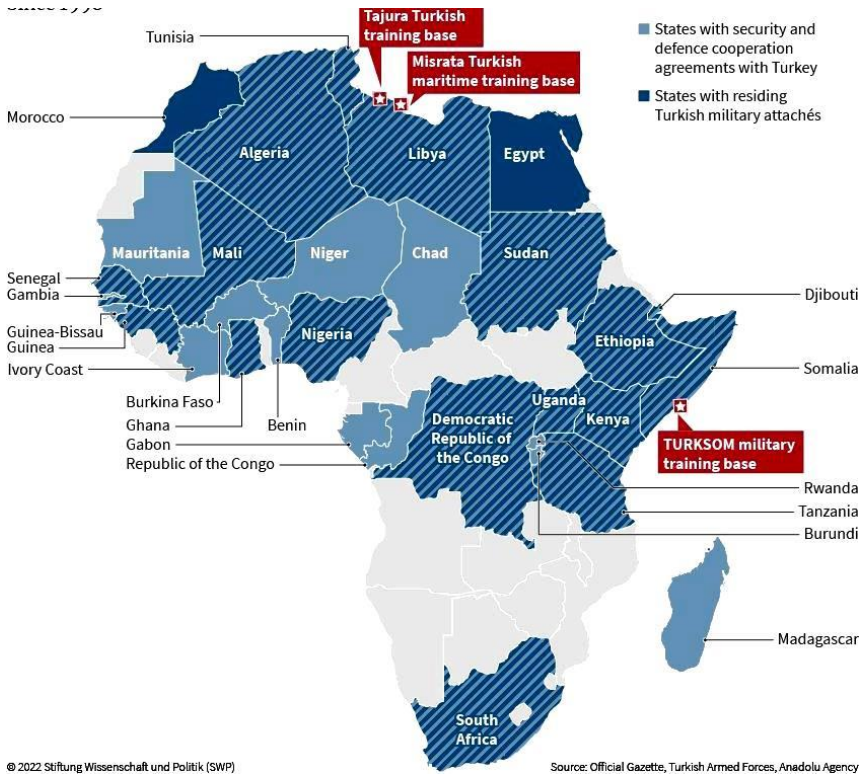 since 1998
Tajura Turkish
training base
Misrata Turkish
maritime training base
States with security and
defence cooperation
agreements with Turkey
States with residing
Turkish military attachés
Tunisia
Morocco
Algeria
Libya
Egypt
Mauritania
Mali
Niger
Chad
Sudan
Senegal
Gambia
Guinea-Bissau
Guinea
Ivory Coast
Nigeria
Djibouti
Ethiopia
Somalia
Burkina Faso
Ghana
Benin
Gabon
Republic of the Congo
Democratic
Republic of
the Congo
Uganda
Kenya
TURKSOM military
training base
Rwanda
Tanzania
Burundi
Madagascar
South
Africa
© 2022 Stiftung Wissenschaft und Politik (SWP)
Source: Official Gazette, Turkish Armed Forces, Anadolu Agency